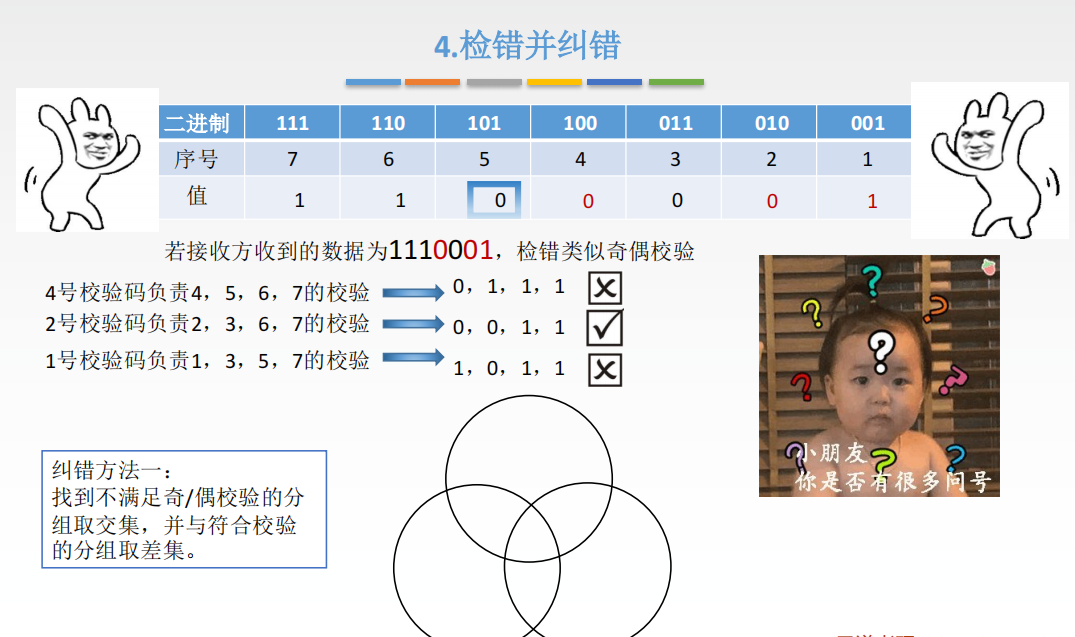 4.检错并纠错
二进制 111 110 101 100 011 010 001
序号 7 6 5 4 3 2 1
值 1 1 0 0 0 0 1
若接收方收到的数据为1110001，检错类似奇偶校验
4号校验码负责4，5，6，7的校验 0，1，1，1
2号校验码负责2，3，6，7的校验 0，0，1，1
1号校验码负责1，3，5，7的校验 1，0，1，1
小朋友
你是否有很多问号
纠错方法一：
找到不满足奇/偶校验的分
组取交集，并与符合校验
的分组取差集。